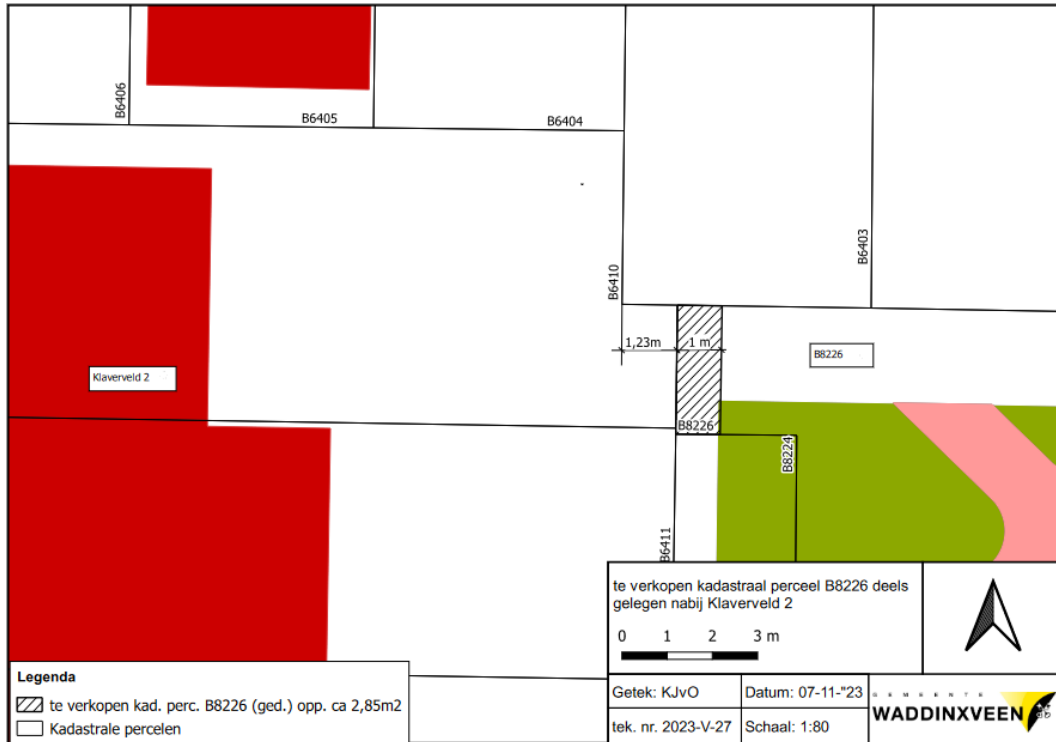 B6406
B6405
B6404
B6410
B6403
1,23m
1 m
B8226
Klaverveld 2
B8226
B8224
B6411
te verkopen kadastraal perceel B8226 deels
gelegen nabij Klaverveld 2
0 1 2 3 m
Legenda
te verkopen kad. perc. B8226 (ged.) opp. ca 2,85m2
Kadastrale percelen
Getek: KJvO
Datum: 07-11-"23
tek. nr. 2023-V-27
Schaal: 1:80
GEMEENTE
WADDINXVEEN